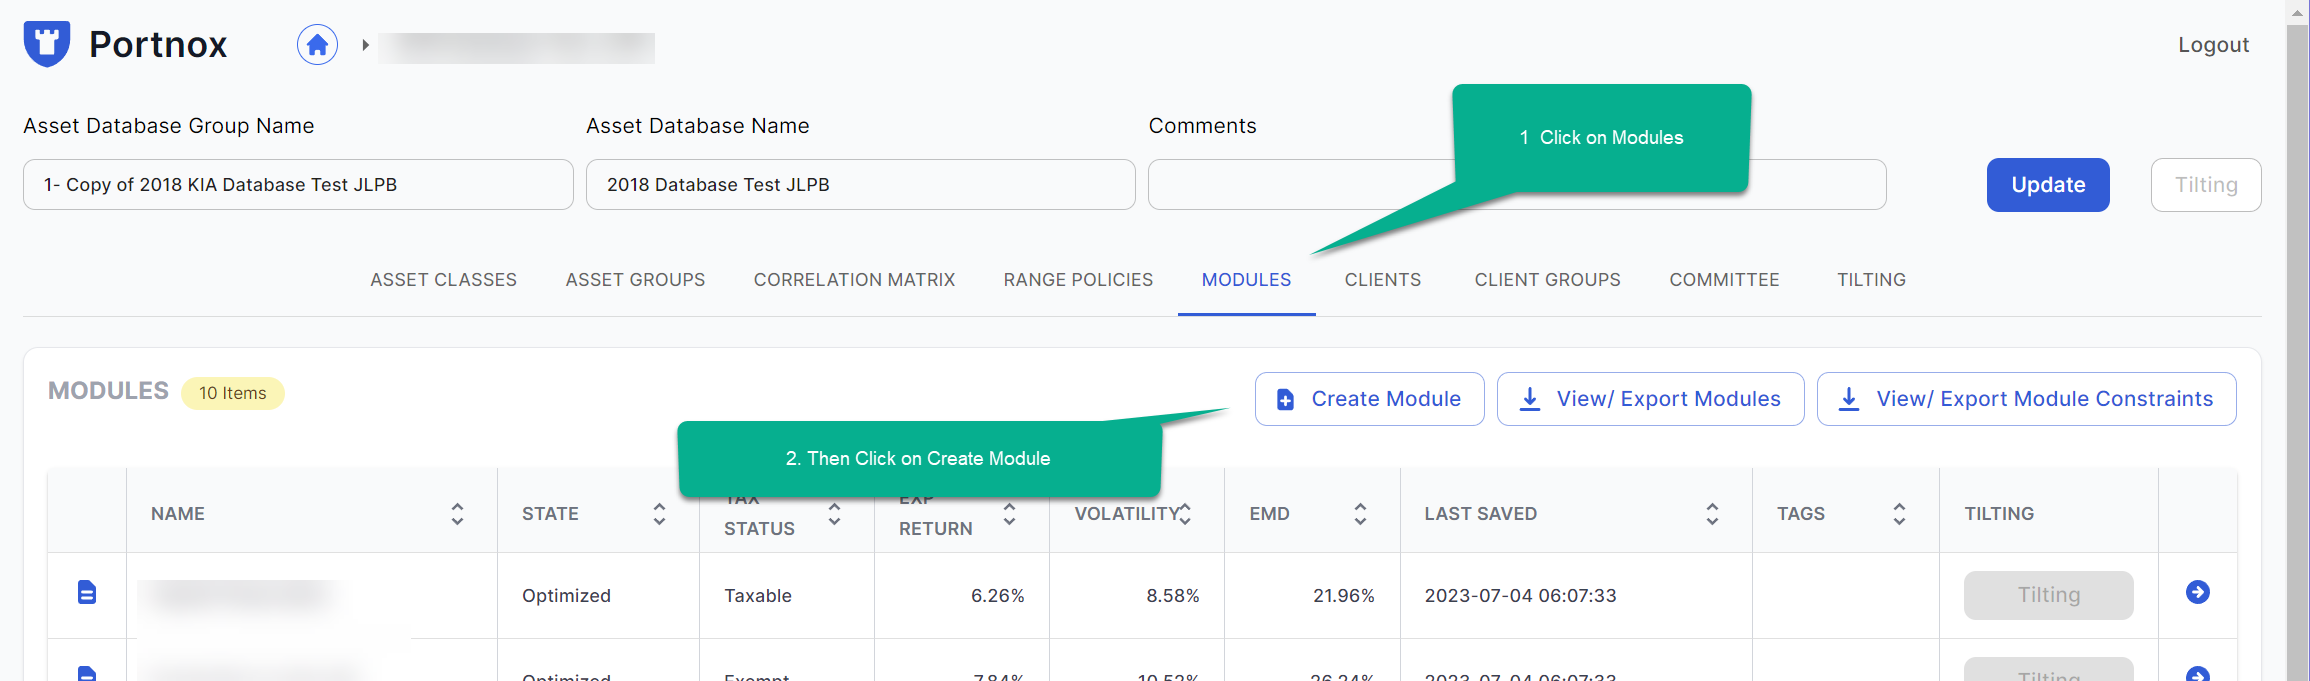 Portnox
Logout
Asset Database Group Name
Asset Database Name
Comments
1- Copy of 2018 KIA Database Test JLPB
2018 Database Test JLPB
1 Click on Modules
Update
Tilting
ASSET CLASSES
ASSET GROUPS
CORRELATION MATRIX
RANGE POLICIES
MODULES
CLIENTS
CLIENT GROUPS
COMMITTEE
TILTING
MODULES
10 Items
Create Module
View/ Export Modules
View/ Export Module Constraints
2. Then Click on Create Module
NAME
STATE
TAX
STATUS
EXP
RETURN
VOLATILITY
EMD
LAST SAVED
TAGS
TILTING
Optimized
Taxable
6.26%
8.58%
21.96%
2023-07-04 06:07:33
Tilting
Optimized
Exempt
7.84%
10.52%
26.24%
2023-07-04 06:07:33
Tilting